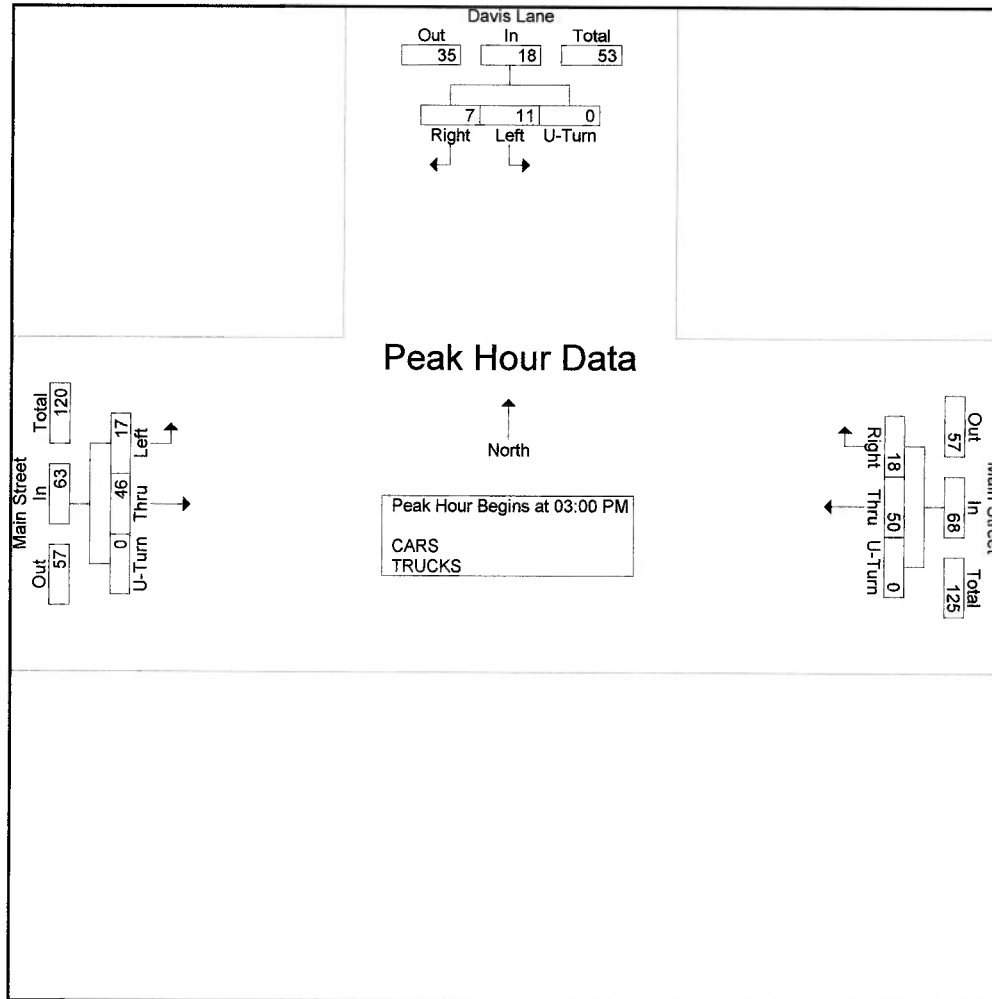 Davis Lane
Out In Total
35 18 53
7 11 0
Right Left U-Turn
Peak Hour Data
North
Peak Hour Begins at 03:00 PM
CARS
TRUCKS
Main Street
Out In Total
57 63 120
0 46 17
U-Turn Thru Left
Main Street
Out In Total
57 68 125
18 50 0
Right Thru U-Turn